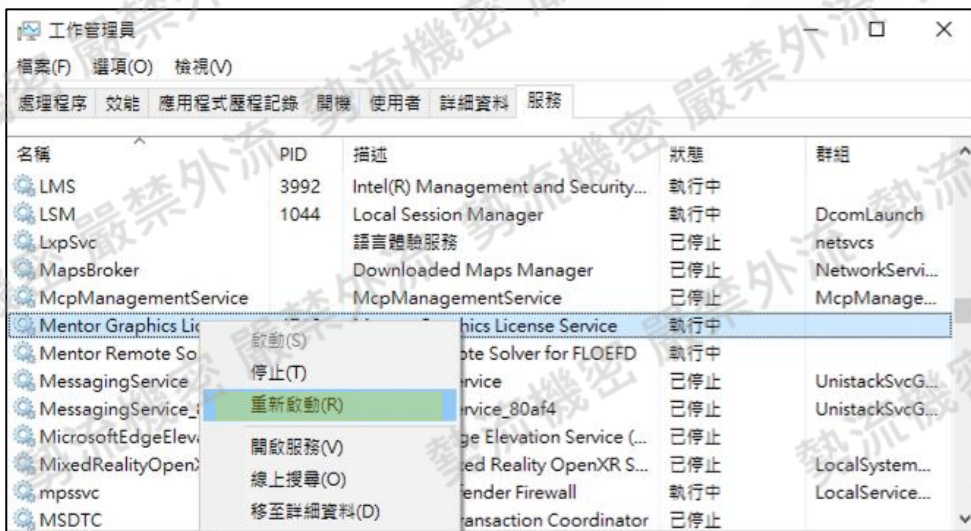 工作管理員
檔案(F) 選項(O) 檢視(V)
處理程序 效能 應用程式歷程記錄 開機 使用者 詳細資料 服務
名稱 PID 描述 狀態 群組
LMS 3992 Intel(R) Management and Security... 執行中
LSM 1044 Local Session Manager 執行中 DcomLaunch
LxpSvc 語言體驗服務 已停止 netsvcs
MapsBroker Downloaded Maps Manager 已停止 NetworkServi...
McpManagementService McpManagementService 已停止 McpManage...
Mentor Graphics Lic hics License Service 執行中
啟動(S)
Mentor Remote So ote Solver for FLOEFD 執行中
停止(T)
MessagingService rvice 已停止 UnistackSvcG...
重新啟動(R)
MessagingService_ rvice_80af4 已停止 UnistackSvcG...
MicrosoftEdgeElev ge Elevation Service (... 已停止
開啟服務(V)
MixedRealityOpenX ed Reality OpenXR S... 已停止 LocalSystem...
線上搜尋(O)
mpssvc ender Firewall 執行中 LocalService...
移至詳細資料(D)
MSDTC ansaction Coordinator 已停止
勢流機密 嚴禁外流